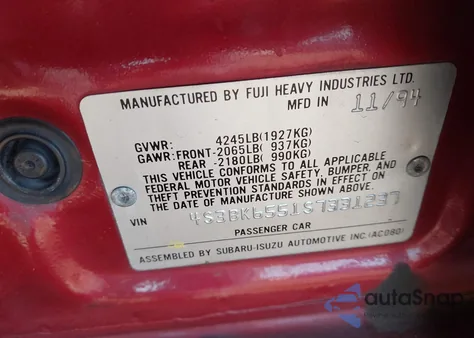 MANUFACTURED BY FUJI HEAVY INDUSTRIES LTD.
MFD IN 11/94
GVWR: 4245LB(1927KG)
GAWR:FRONT-2065LB( 937KG)
REAR -2180LB( 990KG)
THIS VEHICLE CONFORMS TO ALL APPLICABLE
FEDERAL MOTOR VEHICLE SAFETY, BUMPER, AND
THEFT PREVENTION STANDARDS IN EFFECT ON
THE DATE OF MANUFACTURE SHOWN ABOVE.
VIN
PASSENGER CAR
ASSEMBLED BY SUBARU-ISUZU AUTOMOTIVE INC.(AC080)
autaSnap